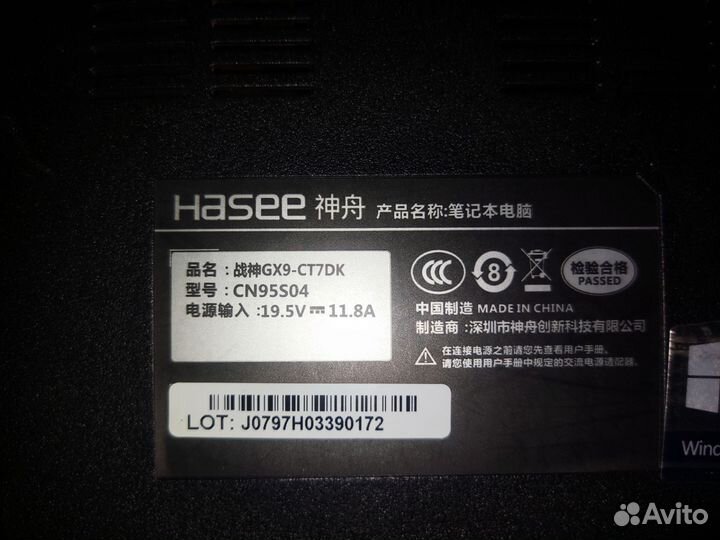 Hasee 神舟 产品名称:笔记本电脑
品名：战神GX9-CT7DK
型号：CN95S04
电源输入：19.5V⎓11.8A
CCC
8
检验合格
PASSED
中国制造 MADE IN CHINA
制造商：深圳市神舟创新科技有限公司
在连接电源之前请您先查看用户手册。
请您使用用户手册中规定的交流电源适配器。
LOT: J0797H03390172
Wind
Avito